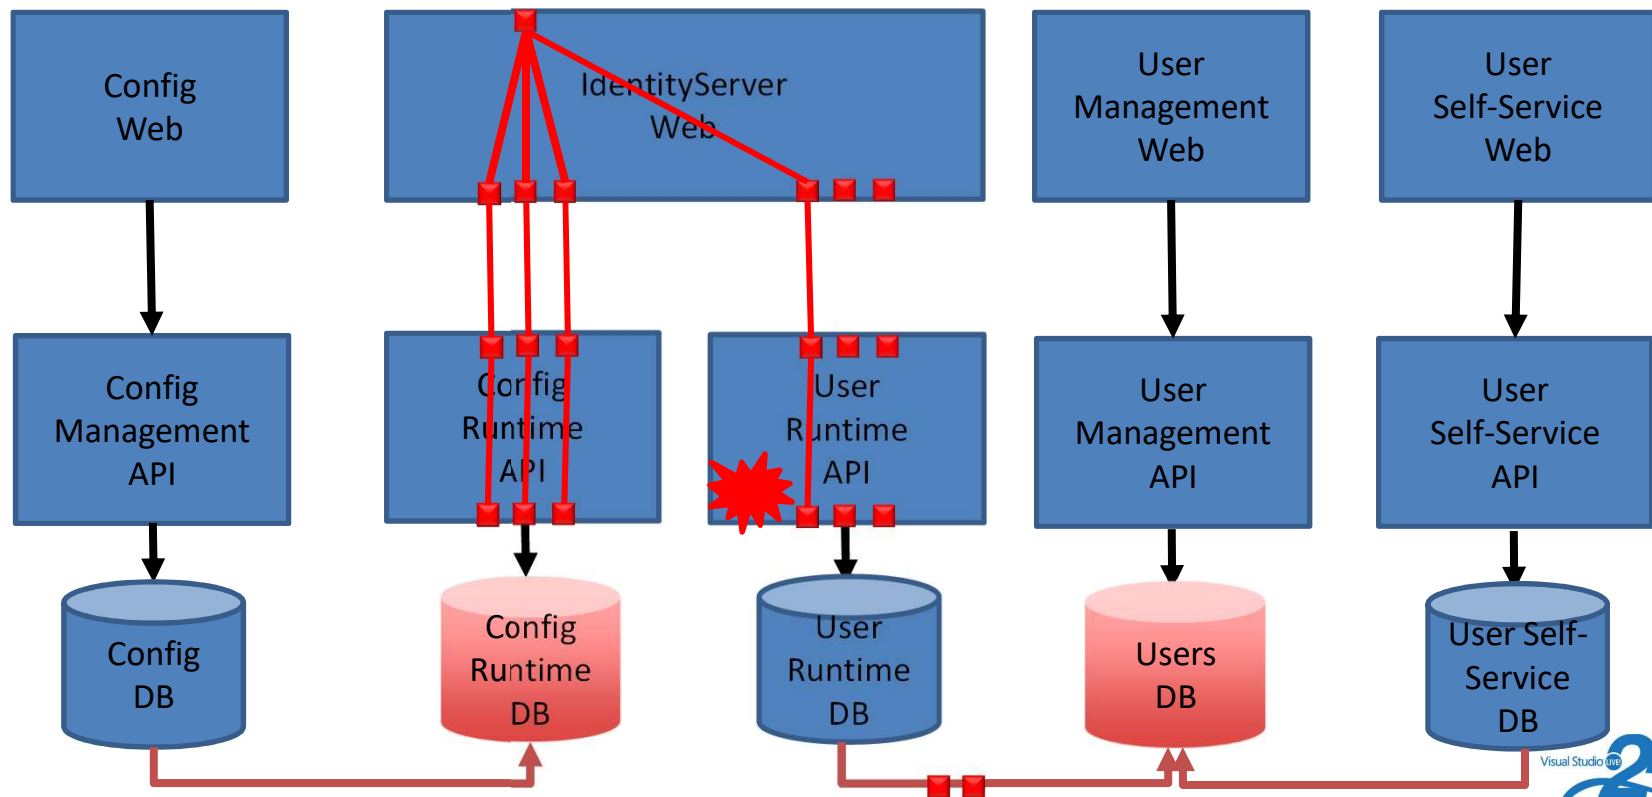 Config
Web
IdentityServer
Web
User
Management
Web
User
Self-Service
Web
Config
Management
API
Config
Runtime
API
User
Runtime
API
User
Management
API
User
Self-Service
API
Config
DB
Config
Runtime
DB
User
Runtime
DB
Users
DB
User Self-
Service
DB
Visual Studio LIVE!
2